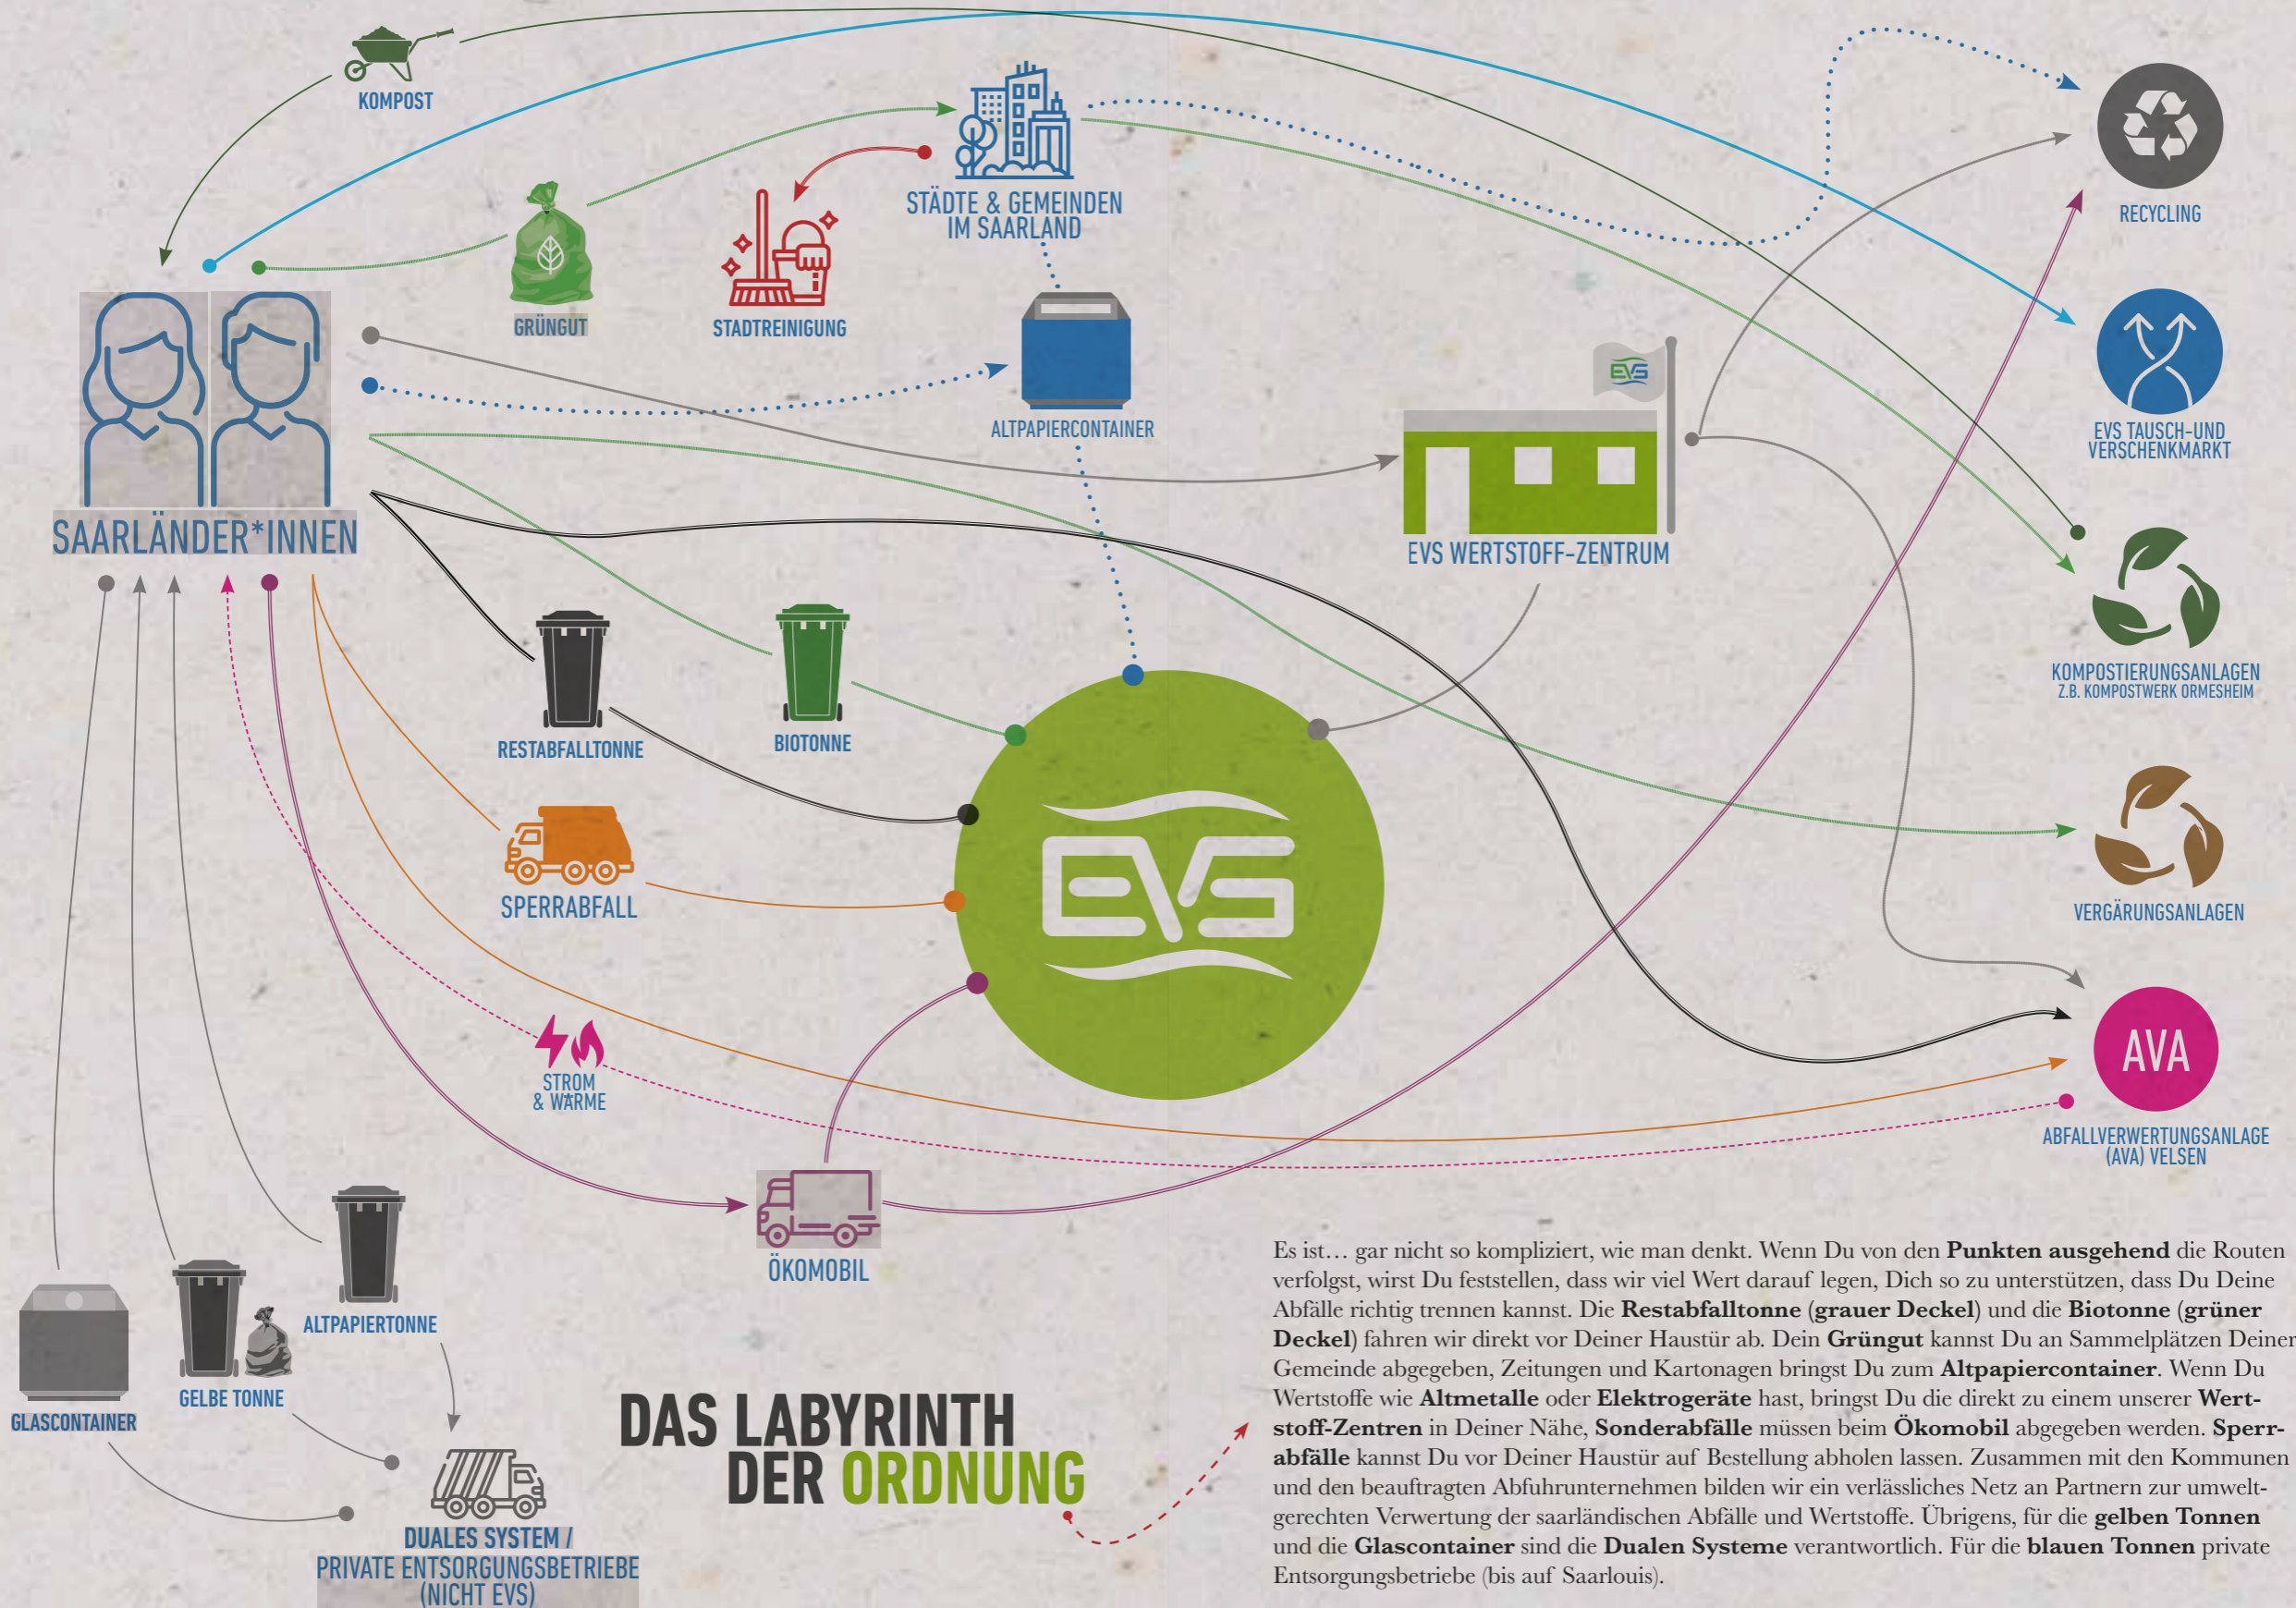 KOMPOST
STÄDTE & GEMEINDEN
IM SAARLAND
RECYCLING
GRÜNGUT
STADTREINIGUNG
EVS
ALTPAPIERCONTAINER
EVS TAUSCH-UND
VERSCHENKMARKT
SAARLÄNDER*INNEN
EVS WERTSTOFF-ZENTRUM
KOMPOSTIERUNGSANLAGEN
Z.B. KOMPOSTWERK ORMESHEIM
RESTABFALLTONNE
BIOTONNE
EVS
SPERRABFALL
VERGÄRUNGSANLAGEN
AVA
STROM
& WÄRME
ABFALLVERWERTUNGSANLAGE
(AVA) VELSEN
ÖKOMOBIL
ALTPAPIERTONNE
GELBE TONNE
GLASCONTAINER
DUALES SYSTEM /
PRIVATE ENTSORGUNGSBETRIEBE
(NICHT EVS)
DAS LABYRINTH
DER ORDNUNG
Es ist… gar nicht so kompliziert, wie man denkt. Wenn Du von den Punkten ausgehend die Routen
verfolgst, wirst Du feststellen, dass wir viel Wert darauf legen, Dich so zu unterstützen, dass Du Deine
Abfälle richtig trennen kannst. Die Restabfalltonne (grauer Deckel) und die Biotonne (grüner
Deckel) fahren wir direkt vor Deiner Haustür ab. Dein Grüngut kannst Du an Sammelplätzen Deiner
Gemeinde abgegeben, Zeitungen und Kartonagen bringst Du zum Altpapiercontainer. Wenn Du
Wertstoffe wie Altmetalle oder Elektrogeräte hast, bringst Du die direkt zu einem unserer Wert-
stoff-Zentren in Deiner Nähe, Sonderabfälle müssen beim Ökomobil abgegeben werden. Sperr-
abfälle kannst Du vor Deiner Haustür auf Bestellung abholen lassen. Zusammen mit den Kommunen
und den beauftragten Abfuhrunternehmen bilden wir ein verlässliches Netz an Partnern zur umwelt-
gerechten Verwertung der saarländischen Abfälle und Wertstoffe. Übrigens, für die gelben Tonnen
und die Glascontainer sind die Dualen Systeme verantwortlich. Für die blauen Tonnen private
Entsorgungsbetriebe (bis auf Saarlouis).